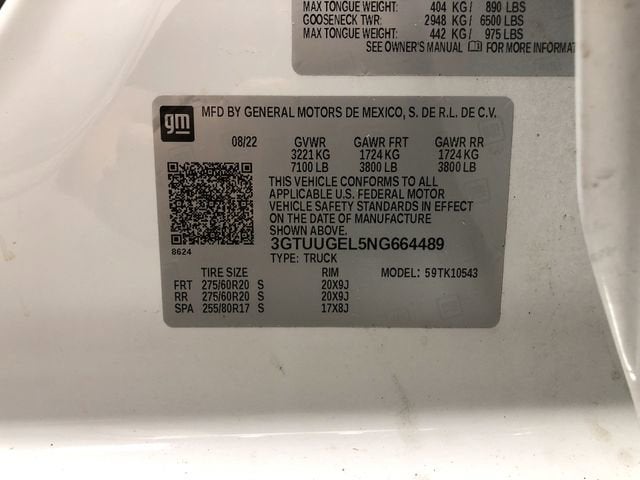 MAX TONGUE WEIGHT: 404 KG/ 890 LBS
GOOSENECK TWR: 2948 KG/ 6500 LBS
MAX TONGUE WEIGHT: 442 KG/ 975 LBS
SEE OWNER'S MANUAL FOR MORE INFORMAT
gm MFD BY GENERAL MOTORS DE MEXICO, S. DE R.L. DE C.V.
08/22 GVWR GAWR FRT GAWR RR
3221 KG 1724 KG 1724 KG
7100 LB 3800 LB 3800 LB
THIS VEHICLE CONFORMS TO ALL
APPLICABLE U.S. FEDERAL MOTOR
VEHICLE SAFETY STANDARDS IN EFFECT
ON THE DATE OF MANUFACTURE
SHOWN ABOVE.
3GTUUGEL5NG664489
8624 TYPE: TRUCK
TIRE SIZE RIM MODEL: 59TK10543
FRT 275/60R20 S 20X9J
RR 275/60R20 S 20X9J
SPA 255/80R17 S 17X8J